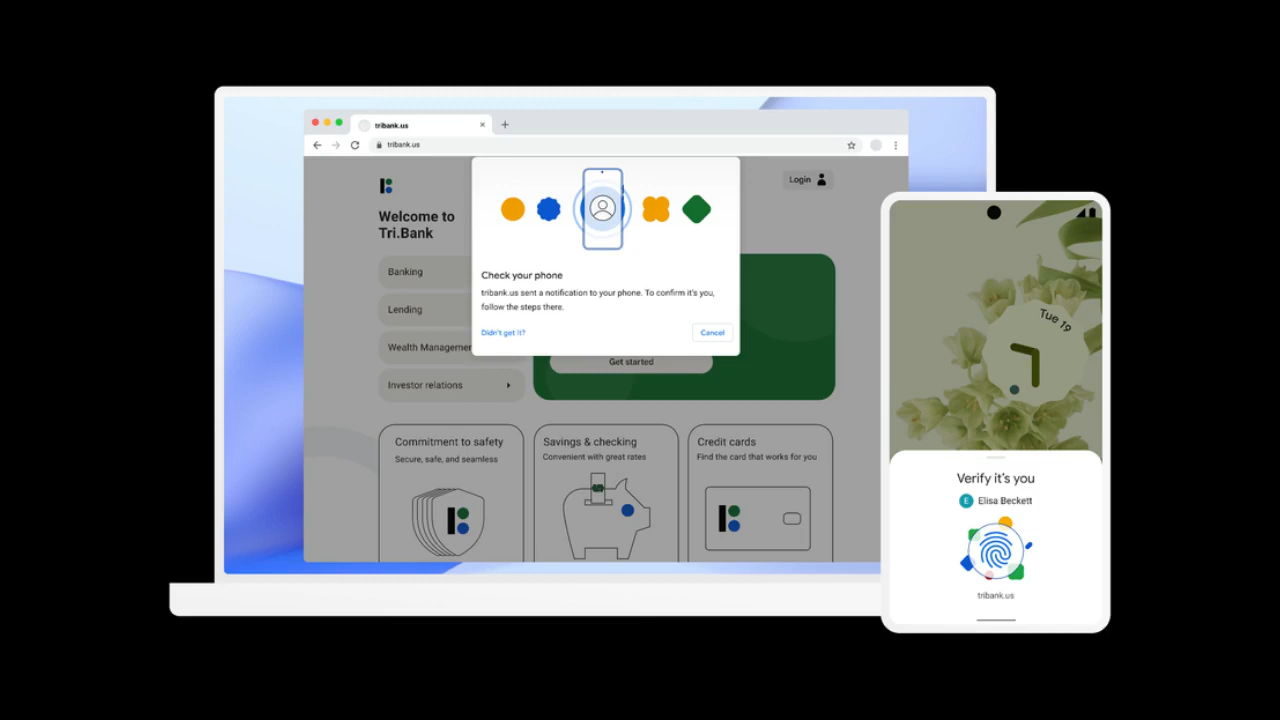 tribank.us
tribank.us
Login
Welcome to
Tri.Bank
Banking
Lending
Wealth Managemen
Investor relations
Check your phone
tribank.us sent a notification to your phone. To confirm it's you,
follow the steps there.
Didn't get it?
Cancel
Get started
Commitment to safety
Secure, safe, and seamless
Savings & checking
Convenient with great rates
Credit cards
Find the card that works for you
Tue 19
Verify it's you
E Elisa Beckett
tribank.us